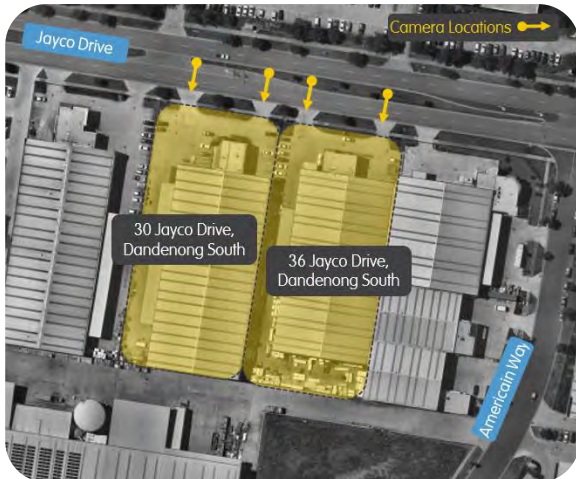 Camera Locations
Jayco Drive
30 Jayco Drive,
Dandenong South
36 Jayco Drive,
Dandenong South
Americain Way